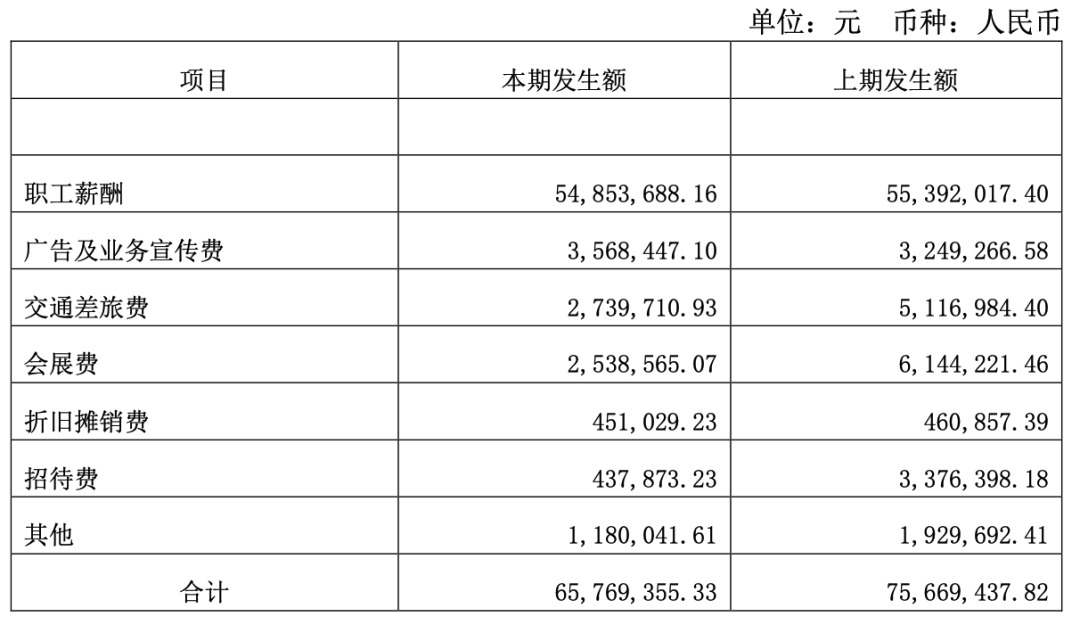 单位：元 币种：人民币
项目 本期发生额 上期发生额
职工薪酬 54,853,688.16 55,392,017.40
广告及业务宣传费 3,568,447.10 3,249,266.58
交通差旅费 2,739,710.93 5,116,984.40
会展费 2,538,565.07 6,144,221.46
折旧摊销费 451,029.23 460,857.39
招待费 437,873.23 3,376,398.18
其他 1,180,041.61 1,929,692.41
合计 65,769,355.33 75,669,437.82